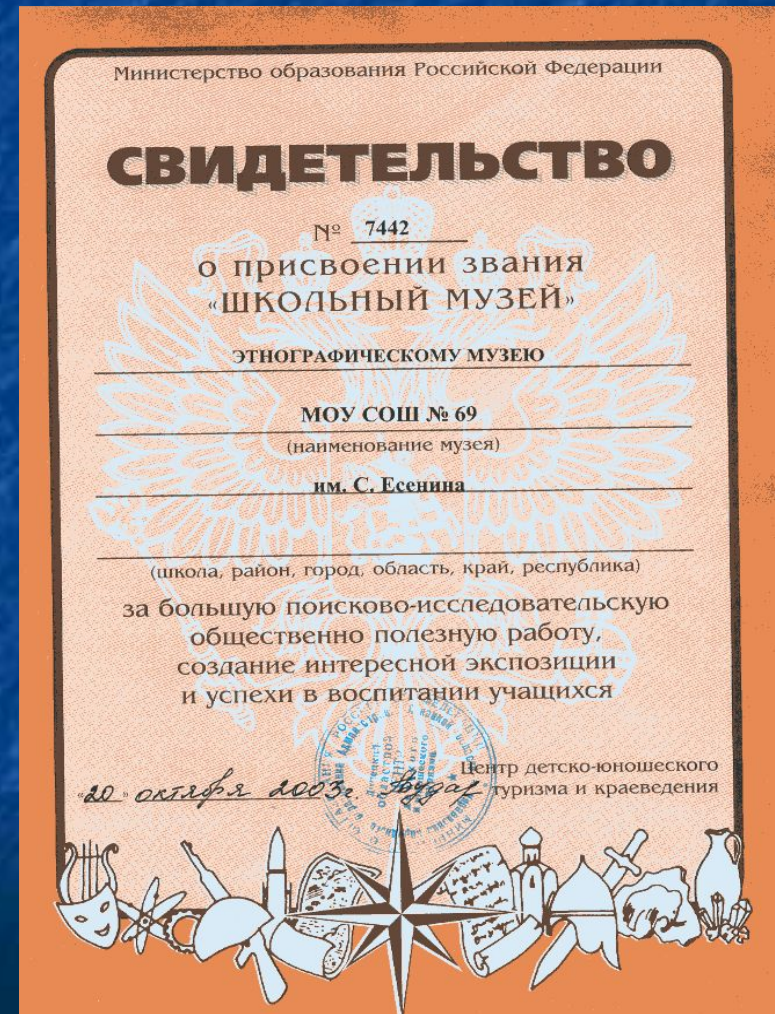 Министерство образования Российской Федерации
СВИДЕТЕЛЬСТВО
№ 7442
о присвоении звания
«ШКОЛЬНЫЙ МУЗЕЙ»
ЭТНОГРАФИЧЕСКОМУ МУЗЕЮ
МОУ СОШ № 69
(наименование музея)
им. С. Есенина
(школа, район, город, область, край, республика)
за большую поисково-исследовательскую
общественно полезную работу,
создание интересной экспозиции
и успехи в воспитании учащихся
Центр детско-юношеского
«20» октября 2003г. туризма и краеведения